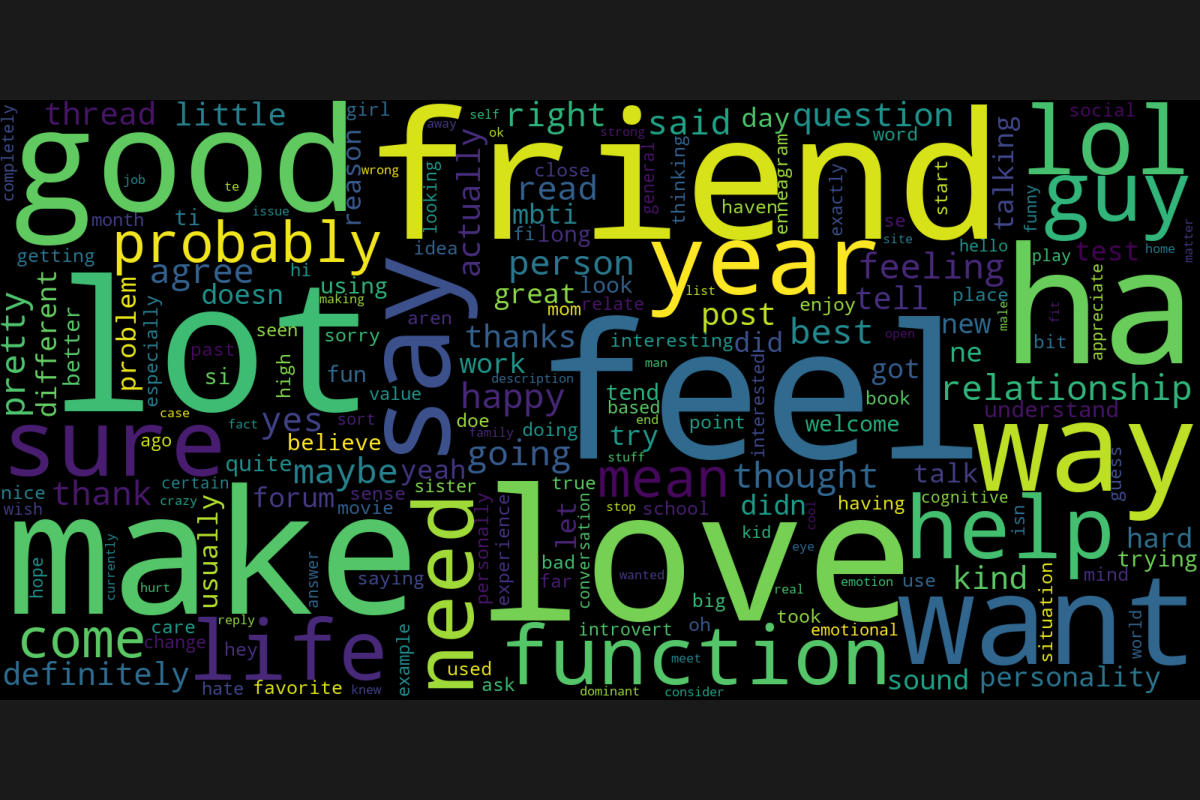 completely
thread
little
girl
self
ok
away
strong
right
said
day
question
word
social
lol
good
friend
reason
wrong
looking
actually
close
read
general
thinking
haven
enneagram
exactly
start
talking
funny
guy
job
te
issue
month
ti
mbti
fi
long
se
site
hello
matter
getting
probably
idea
year
feeling
play
test
home
ha
agree
hi
person
look
great
relate
mom
list
post
enjoy
tell
place
male
fit
appreciate
pretty
different
better
problem
especially
lot
doesn
using
making
seen
sorry
say
aren
thanks
feel
interesting
did
best
new
open
bit
past
si
high
fun
value
work
description
man
interested
got
ne
relationship
happy
tend
based
end
book
understand
case
fact
yes
sort
doe
family
doing
try
point
welcome
way
sure
ago
believe
going
stuff
guess
quite
maybe
yeah
mean
thought
talk
nice
wish
thank
certain
crazy
forum
sense
movie
sister
true
stop
school
didn
having
cognitive
isn
make
usually
need
personally
experience
love
let
conversation
kid
cool
eye
help
hard
trying
hope
currently
hurt
answer
saying
bad
far
wanted
real
emotion
use
kind
mind
come
care
change
reply
life
hey
example
big
oh
took
introvert
emotional
want
situation
world
definitely
hate
favorite
knew
used
ask
function
meet
dominant
consider
sound
personality